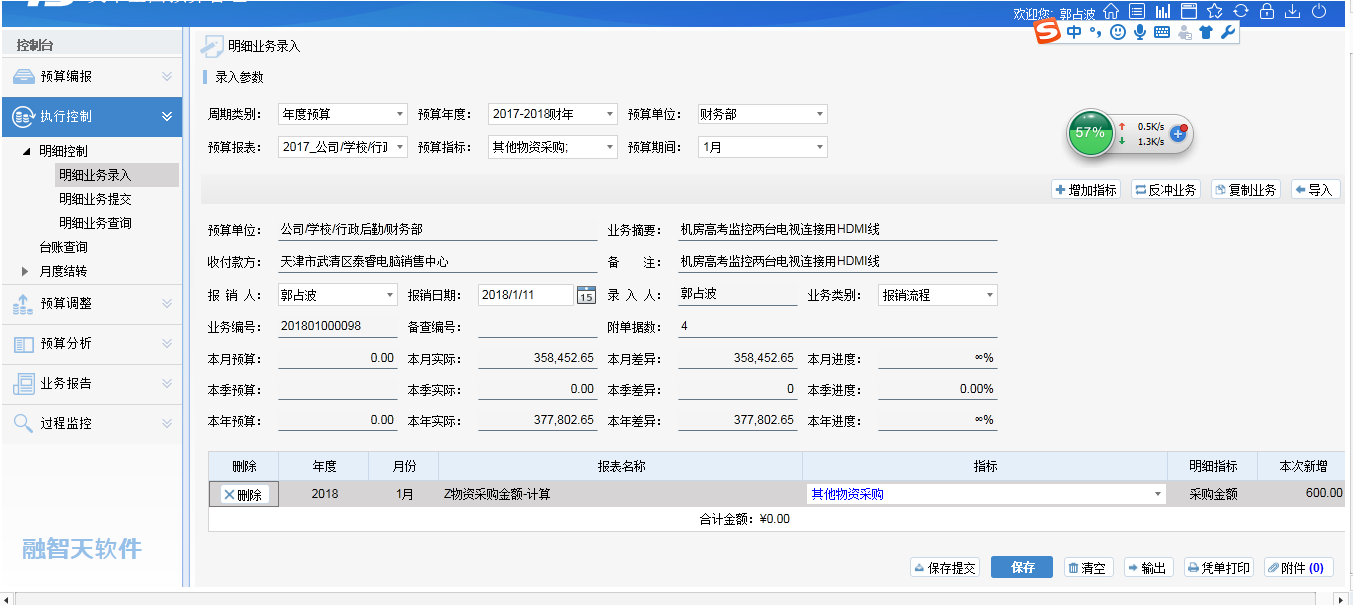 欢迎您: 郭占波
中
控制台
明细业务录入
预算编报
录入参数
执行控制
周期类别： 年度预算 预算年度： 2017-2018财年 预算单位： 财务部
57% 0.5K/s
1.3K/s
预算报表： 2017_公司/学校/行政 预算指标： 其他物资采购; 预算期间： 1月
明细控制
明细业务录入
明细业务提交
明细业务查询
台账查询
月度结转
预算调整
预算分析
业务报告
过程监控
融智天软件
增加指标 反冲业务 复制业务 导入
预算单位： 公司/学校/行政后勤/财务部 业务摘要： 机房高考监控两台电视连接用HDMI线
收付款方： 天津市武清区泰睿电脑销售中心 备 注： 机房高考监控两台电视连接用HDMI线
报 销 人： 郭占波 报销日期： 2018/1/11 15 录 入 人： 郭占波 业务类别： 报销流程
业务编号： 201801000098 备查编号： 附单据数： 4
本月预算： 0.00 本月实际： 358,452.65 本月差异： 358,452.65 本月进度： ∞%
本季预算： 本季实际： 0.00 本季差异： 0 本季进度： 0.00%
本年预算： 0.00 本年实际： 377,802.65 本年差异： 377,802.65 本年进度： ∞%
删除 年度 月份 报表名称 指标 明细指标 本次新增
删除 2018 1月 Z物资采购金额-计算 其他物资采购 采购金额 600.00
合计金额：¥0.00
保存提交 保存 清空 输出 凭单打印 附件 (0)